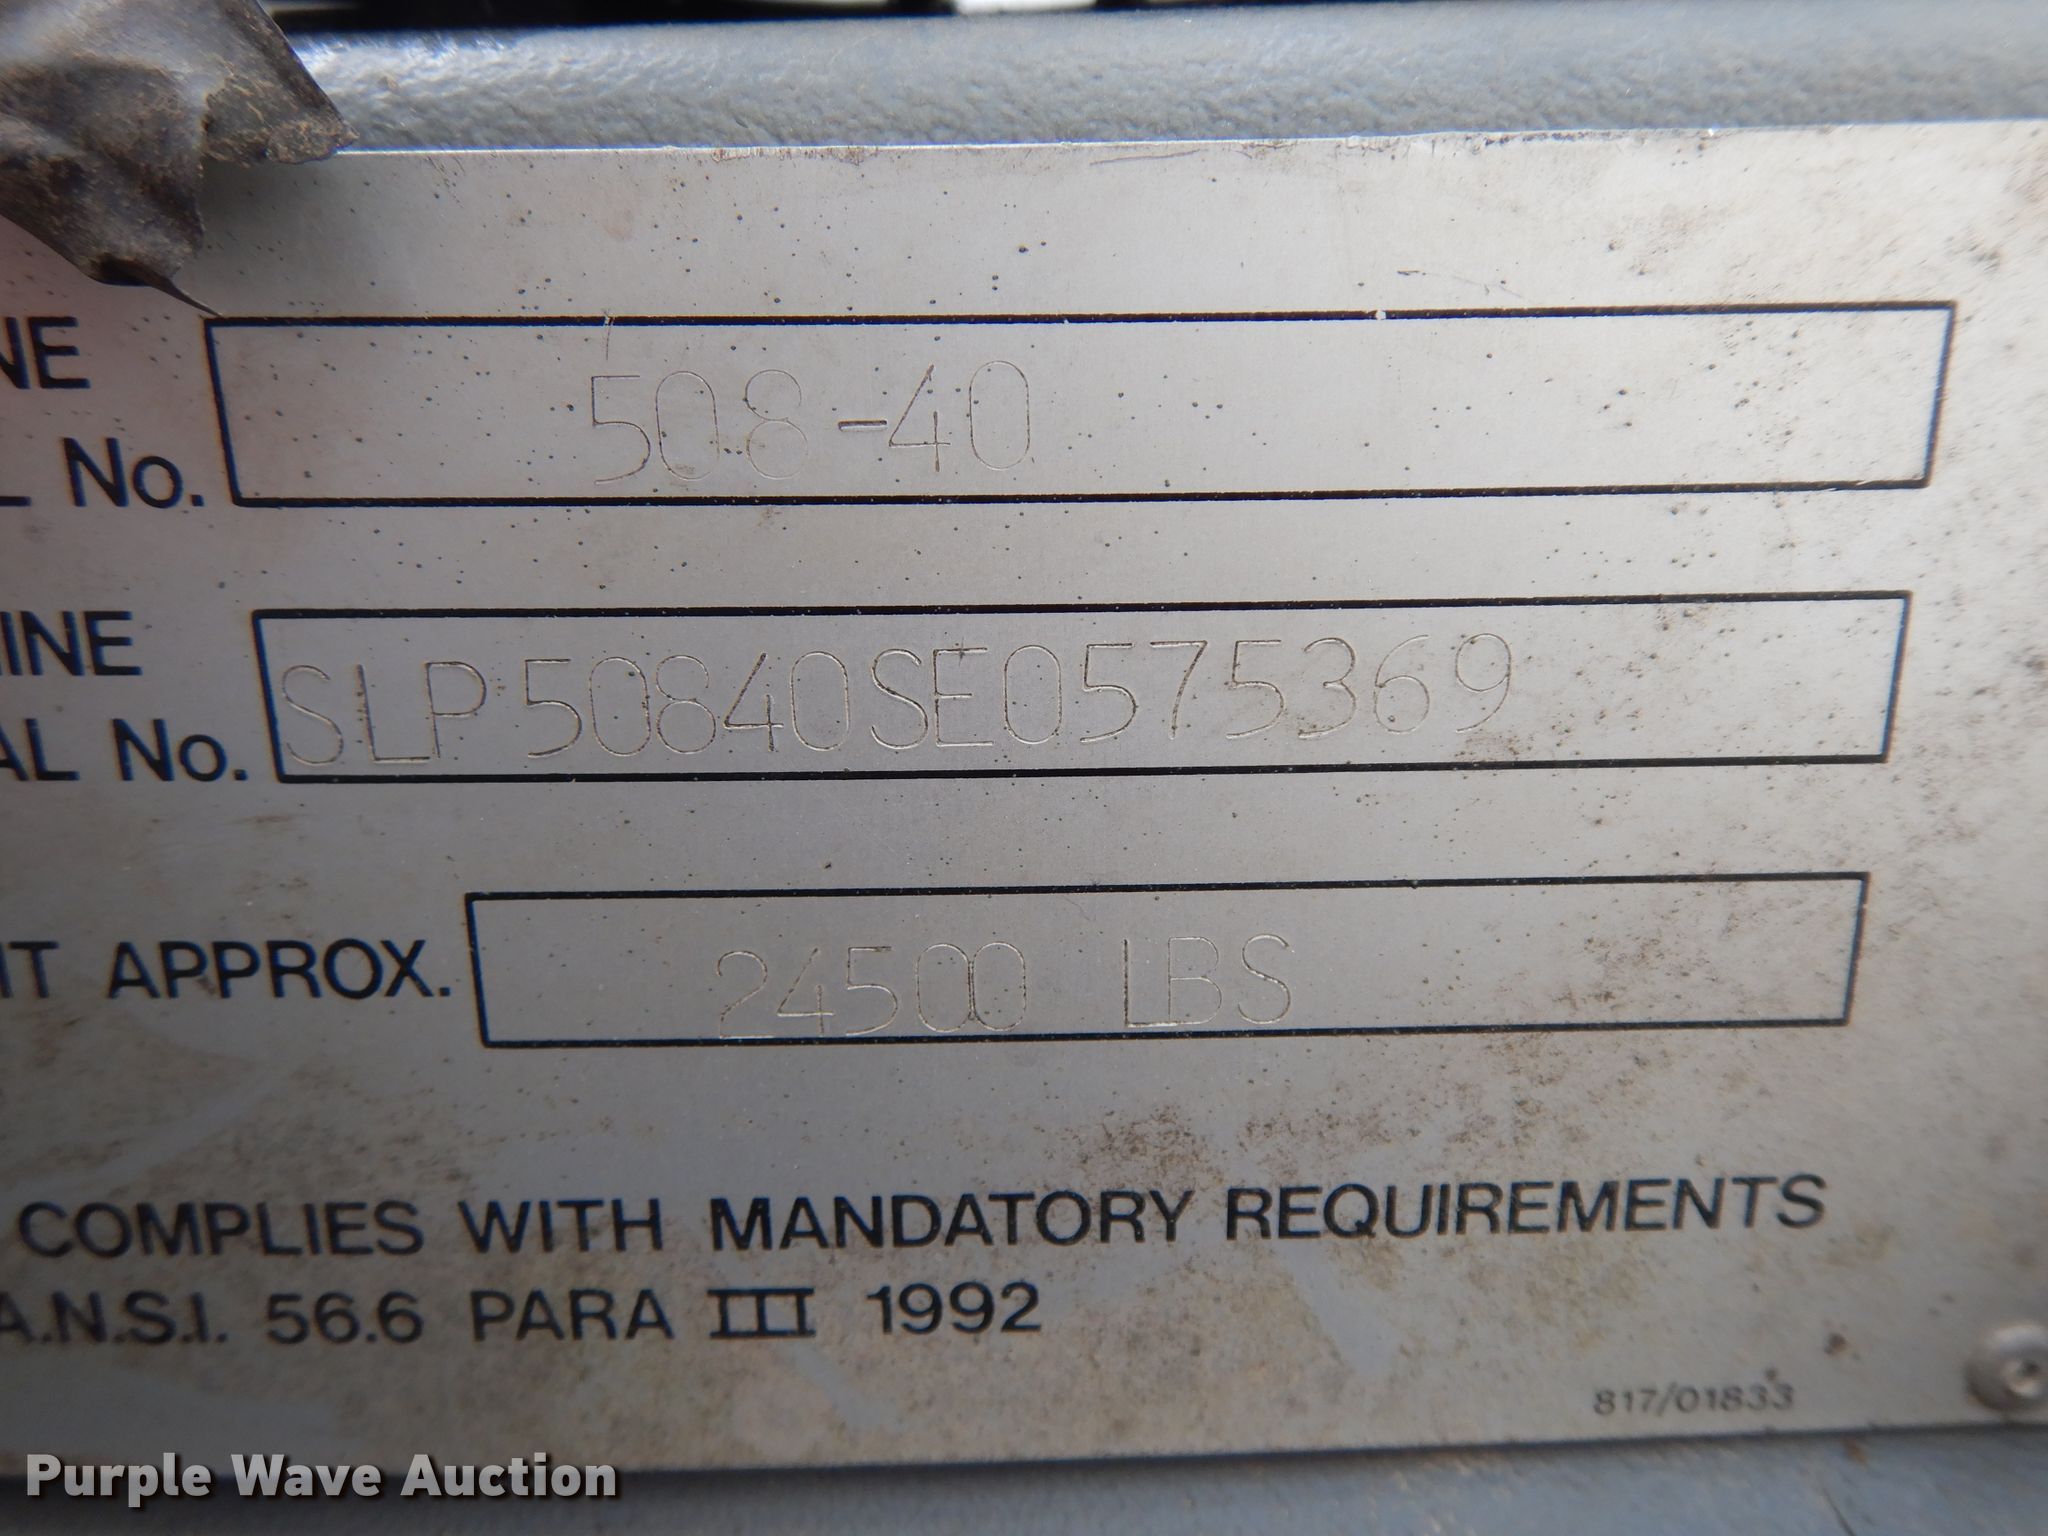 NE
L No.
508-40
INE
AL No.
SLP50840SE0575369
HT APPROX.
24500 LBS
COMPLIES WITH MANDATORY REQUIREMENTS
A.N.S.I. 56.6 PARA III 1992
817/01833
Purple Wave Auction